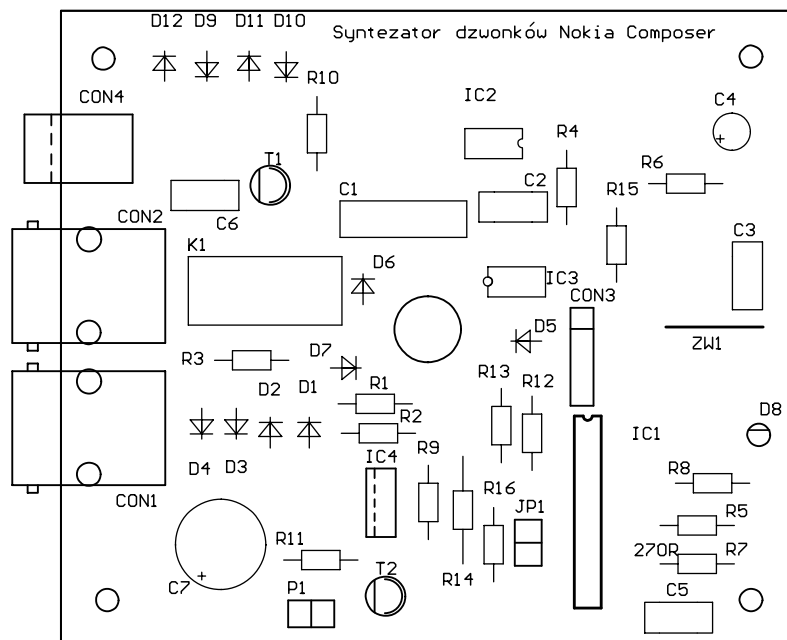 D12 D9 D11 D10
Syntezator dzwonków Nokia Composer
R10
CON4
IC2
C4
+
R4
T1
R6
C1
C2
R15
CON2
C6
C3
K1
D6
IC3
CON3
D5
ZW1
R3
D7
D2
D1
R1
R13
R12
R2
D8
IC1
D4
D3
IC4
R9
R8
CON1
R16
JP1
R5
R11
270R
R7
R14
T2
C7
+
P1
C5